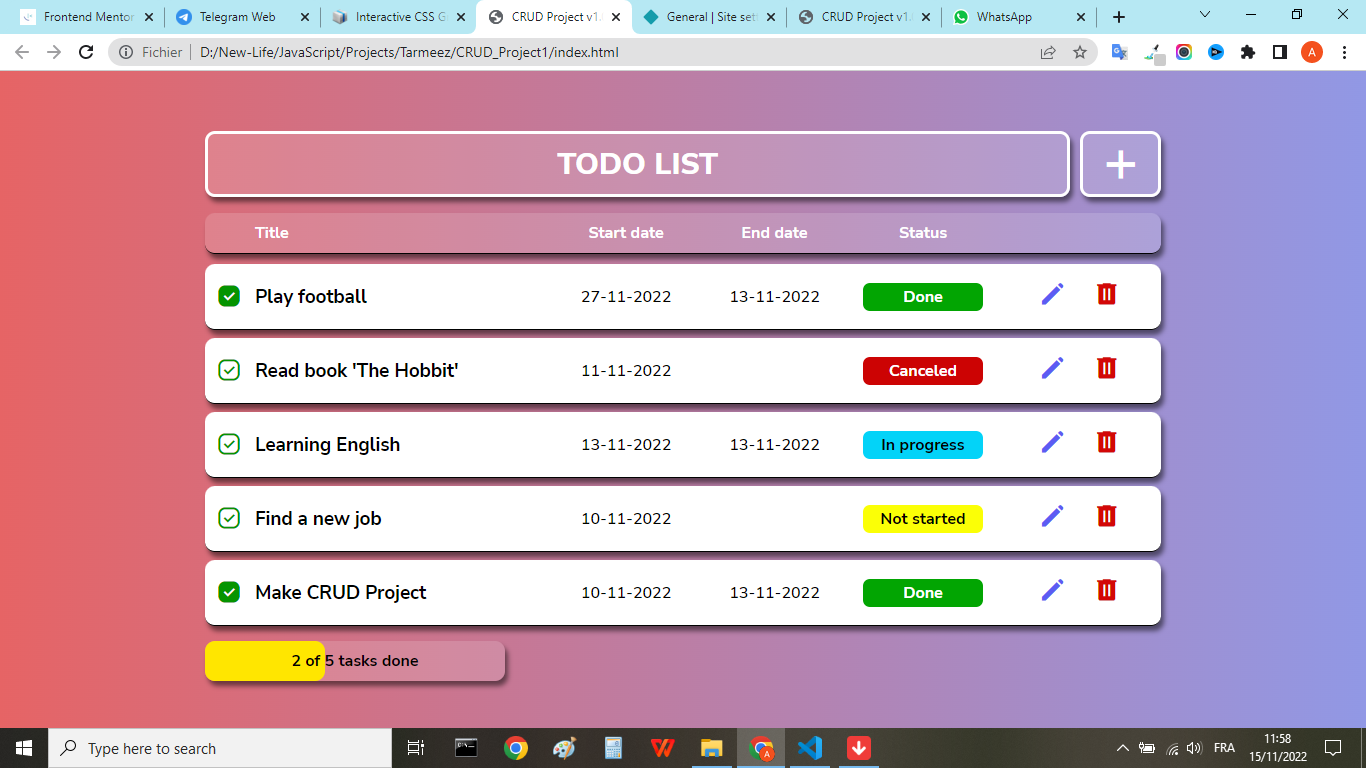 Frontend Mentor
Telegram Web
Interactive CSS G
CRUD Project v1.
General | Site set
CRUD Project v1.
WhatsApp
Fichier | D:/New-Life/JavaScript/Projects/Tarmeez/CRUD_Project1/index.html
A
TODO LIST
Title Start date End date Status
Play football 27-11-2022 13-11-2022 Done
Read book 'The Hobbit' 11-11-2022 Canceled
Learning English 13-11-2022 13-11-2022 In progress
Find a new job 10-11-2022 Not started
Make CRUD Project 10-11-2022 13-11-2022 Done
2 of 5 tasks done
Type here to search
A
FRA
11:58
15/11/2022